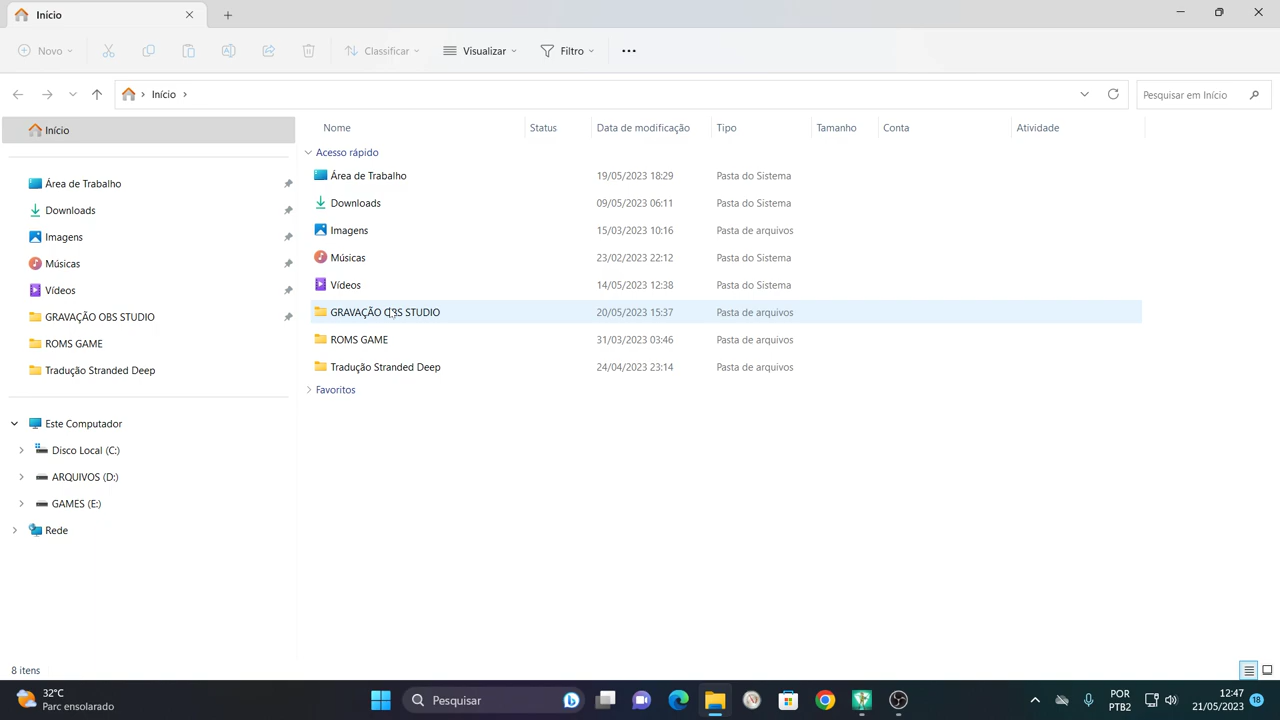 Início
Novo
Classificar
Visualizar
Filtro
Início
Pesquisar em Início
Início
Área de Trabalho
Downloads
Imagens
Músicas
Vídeos
GRAVAÇÃO OBS STUDIO
ROMS GAME
Tradução Stranded Deep
Este Computador
Disco Local (C:)
ARQUIVOS (D:)
GAMES (E:)
Rede
Nome Status Data de modificação Tipo Tamanho Conta Atividade
Acesso rápido
Área de Trabalho 19/05/2023 18:29 Pasta do Sistema
Downloads 09/05/2023 06:11 Pasta do Sistema
Imagens 15/03/2023 10:16 Pasta de arquivos
Músicas 23/02/2023 22:12 Pasta do Sistema
Vídeos 14/05/2023 12:38 Pasta do Sistema
GRAVAÇÃO OBS STUDIO 20/05/2023 15:37 Pasta de arquivos
ROMS GAME 31/03/2023 03:46 Pasta de arquivos
Tradução Stranded Deep 24/04/2023 23:14 Pasta de arquivos
Favoritos
8 itens
32°C
Parc ensolarado
Pesquisar
POR
PTB2
12:47
21/05/2023
18